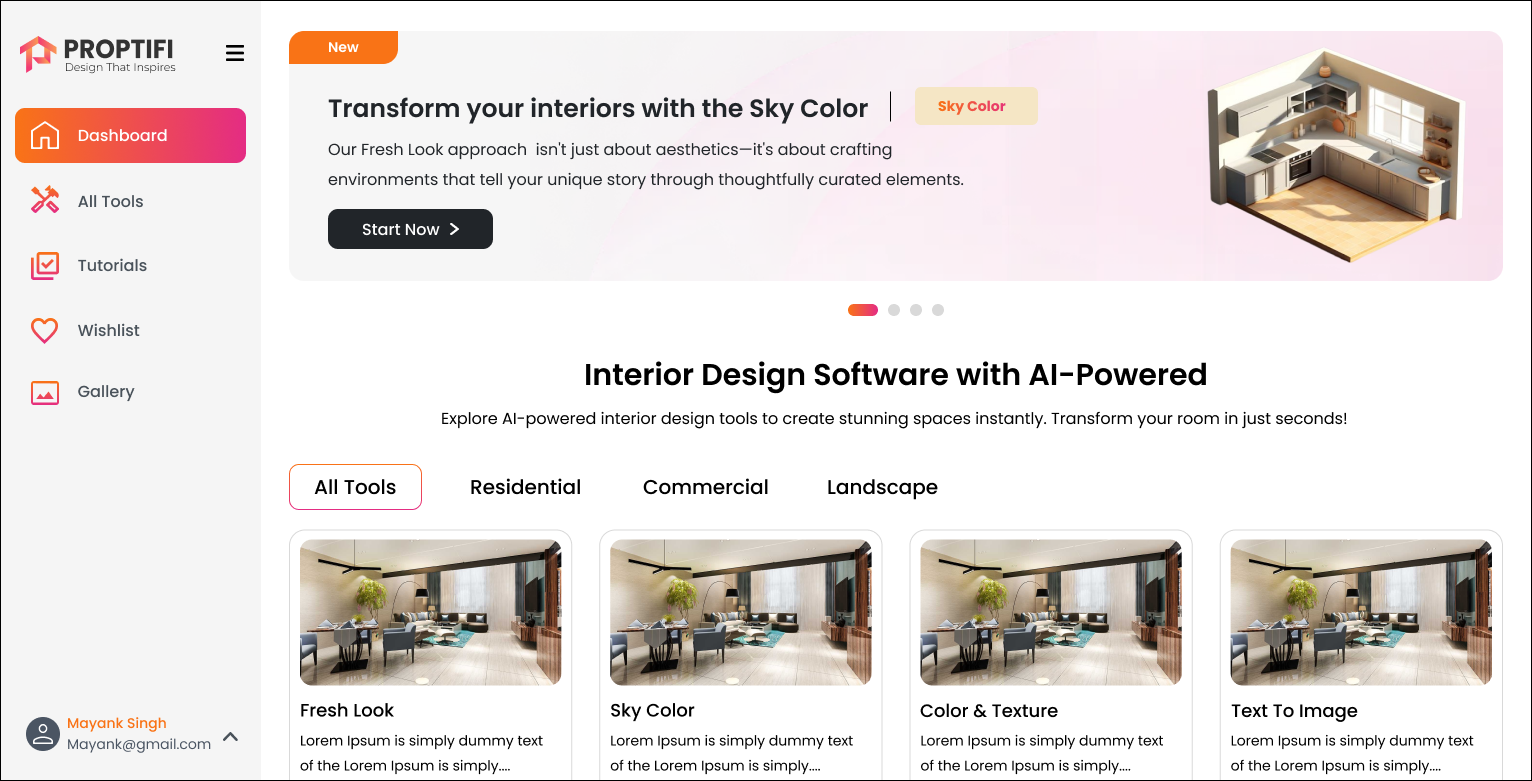 PROPTIFI
Design That Inspires
Dashboard
All Tools
Tutorials
Wishlist
Gallery
Mayank Singh
Mayank@gmail.com
New
Transform your interiors with the Sky Color
Sky Color
Our Fresh Look approach  isn't just about aesthetics—it's about crafting
environments that tell your unique story through thoughtfully curated elements.
Start Now
Interior Design Software with AI-Powered
Explore AI-powered interior design tools to create stunning spaces instantly. Transform your room in just seconds!
All Tools
Residential
Commercial
Landscape
Fresh Look
Lorem Ipsum is simply dummy text
of the Lorem Ipsum is simply....
Sky Color
Lorem Ipsum is simply dummy text
of the Lorem Ipsum is simply....
Color & Texture
Lorem Ipsum is simply dummy text
of the Lorem Ipsum is simply....
Text To Image
Lorem Ipsum is simply dummy text
of the Lorem Ipsum is simply....